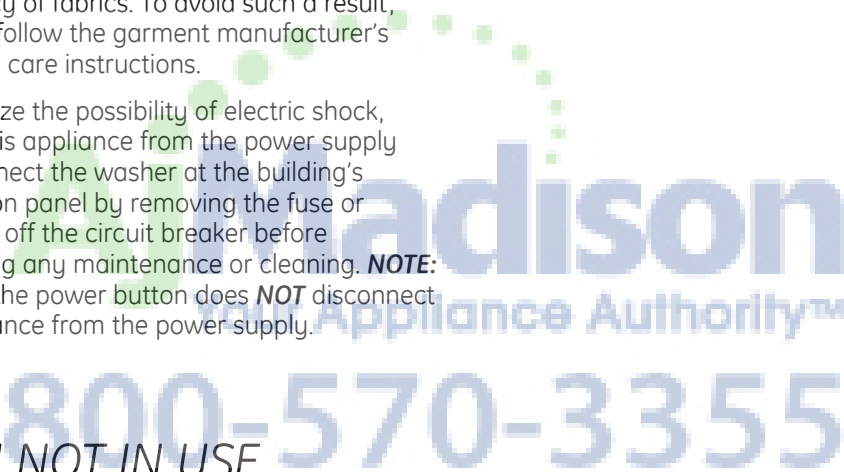 cy of fabrics. To avoid such a result,
follow the garment manufacturer's
care instructions.
ze the possibility of electric shock,
is appliance from the power supply
nect the washer at the building's
on panel by removing the fuse or
off the circuit breaker before
g any maintenance or cleaning. NOTE:
he power button does NOT disconnect
ance from the power supply.
NOT IN USE
AjMadison
Your Appliance Authority™
800-570-3355